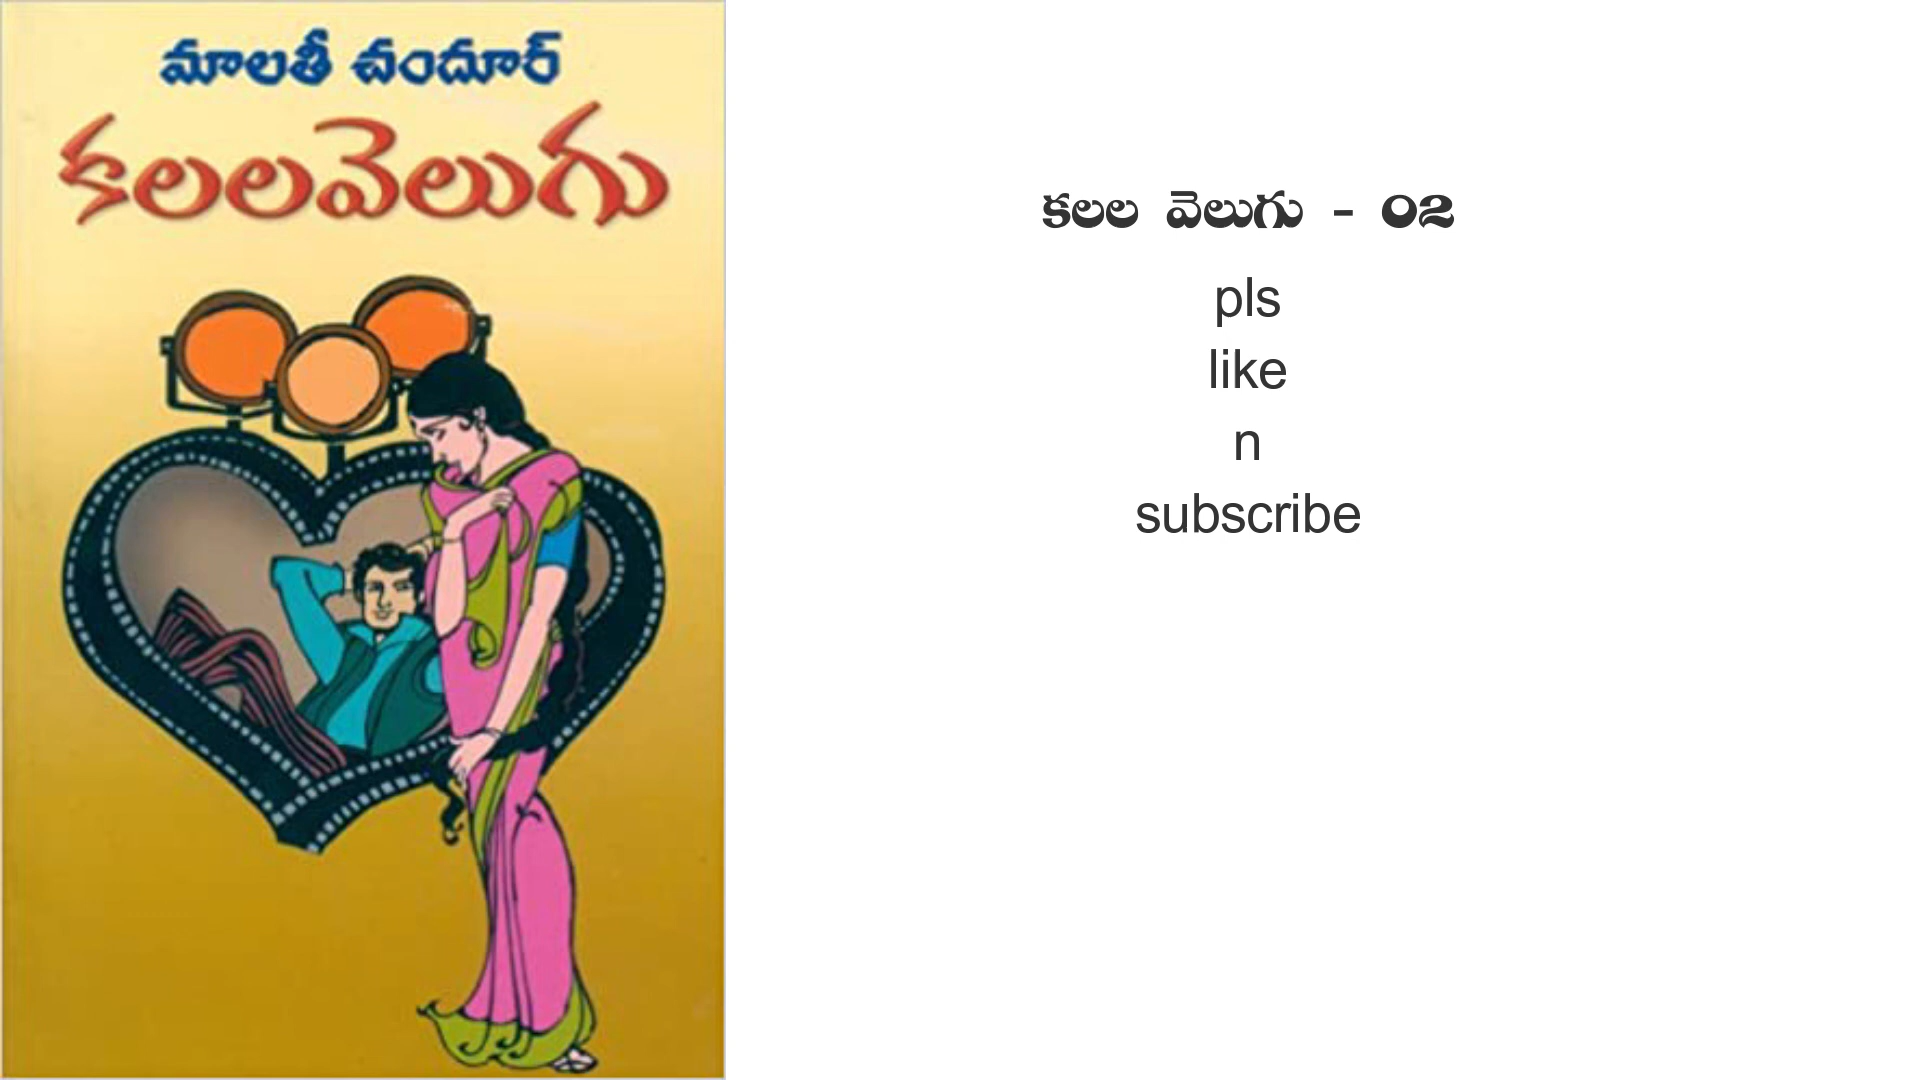 మాలతీ చందూర్
కలలవెలుగు
కలల వెలుగు - 02
pls
like
n
subscribe